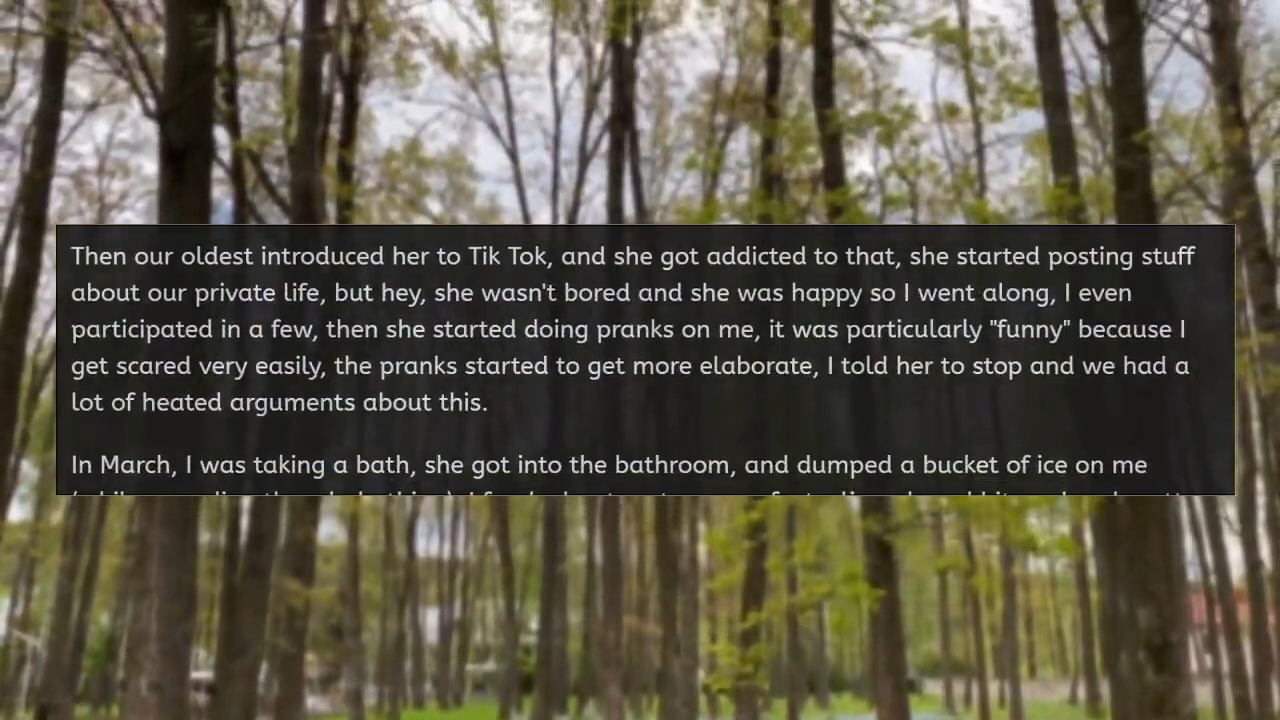 Then our oldest introduced her to Tik Tok, and she got addicted to that, she started posting stuff
about our private life, but hey, she wasn't bored and she was happy so I went along, I even
participated in a few, then she started doing pranks on me, it was particularly "funny" because I
get scared very easily, the pranks started to get more elaborate, I told her to stop and we had a
lot of heated arguments about this.
In March, I was taking a bath, she got into the bathroom, and dumped a bucket of ice on me